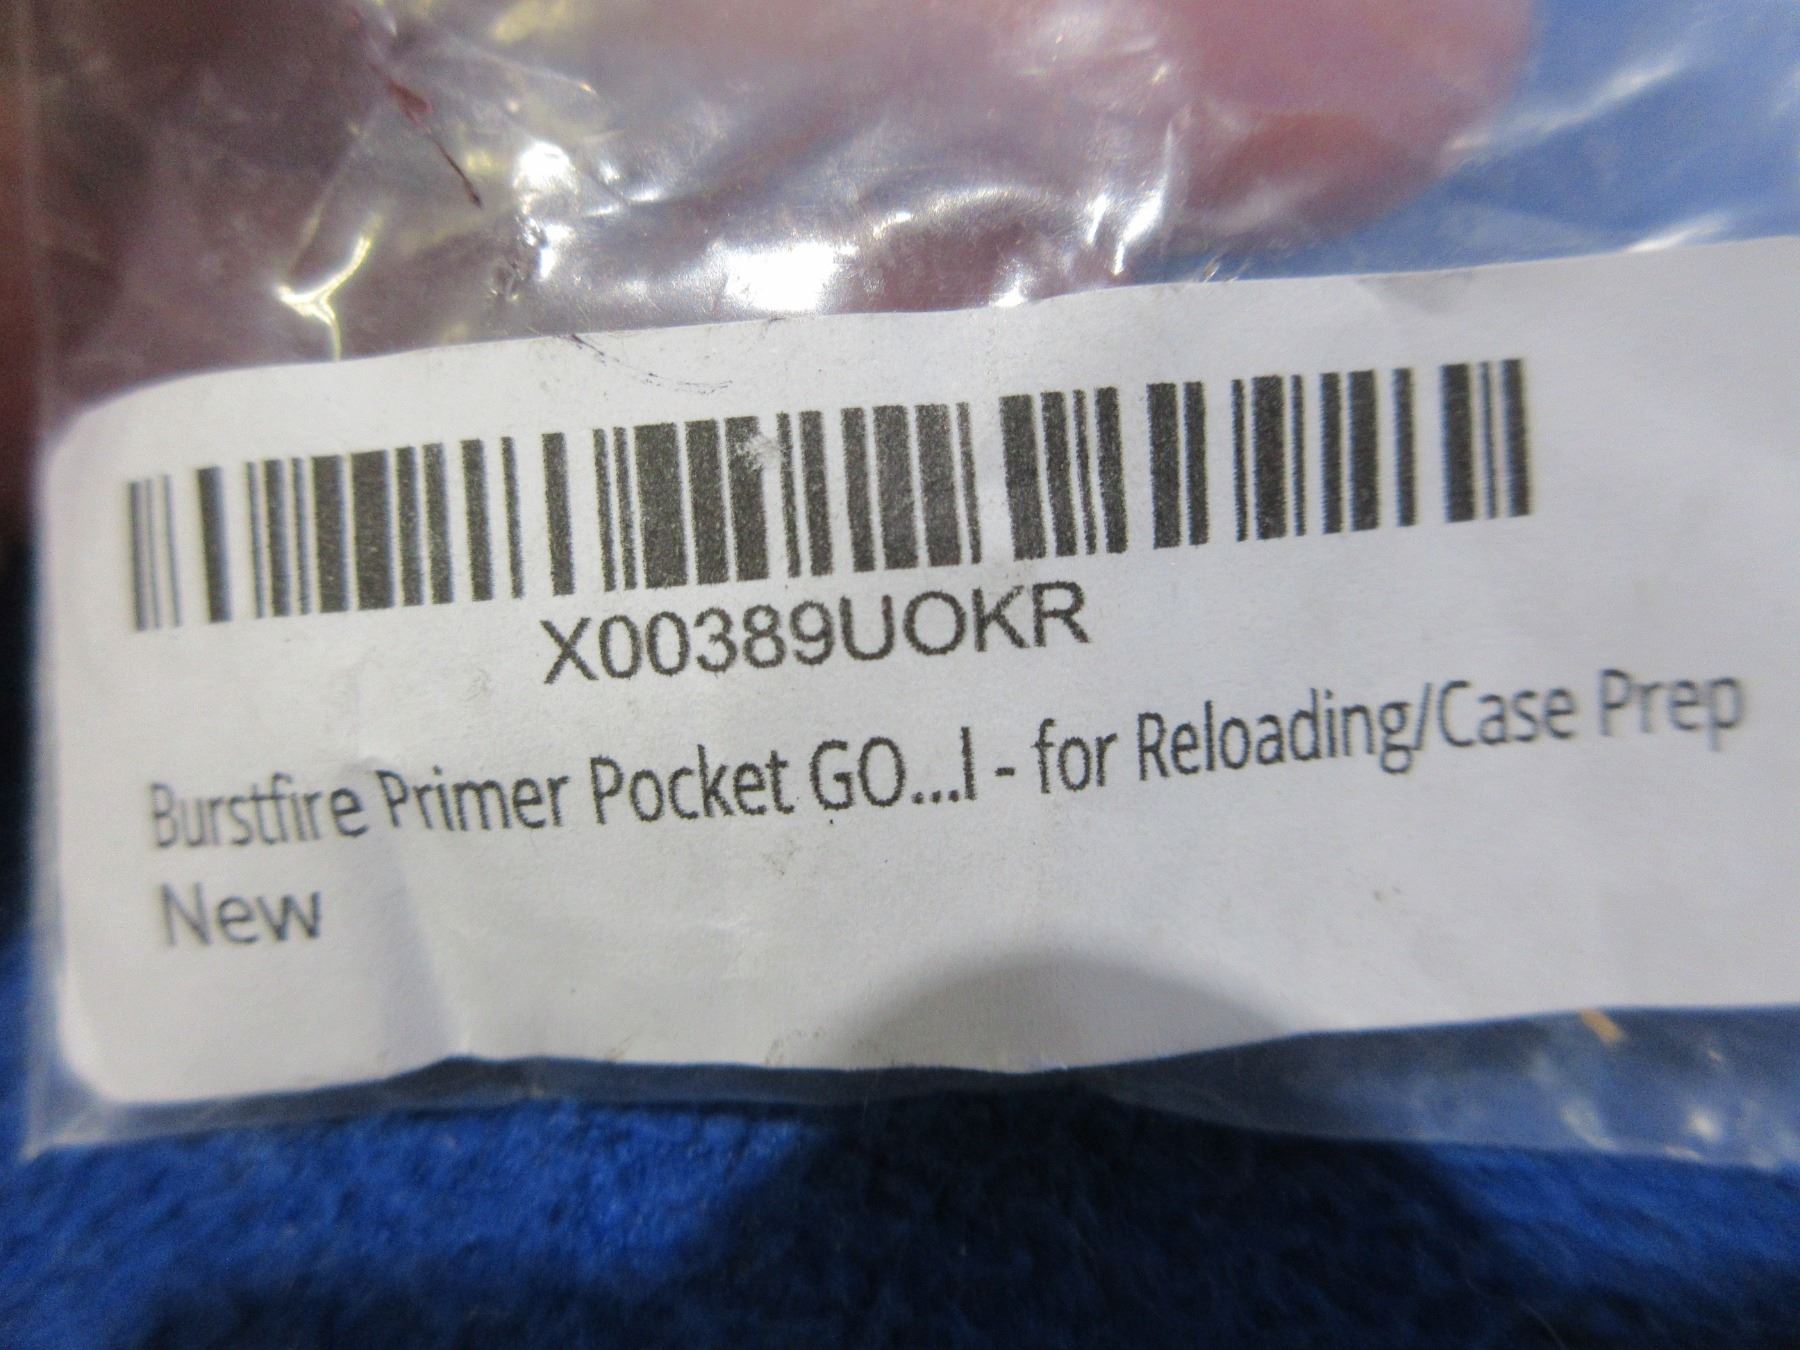 X00389UOKR
Burstfire Primer Pocket GO...l - for Reloading/Case Prep
New